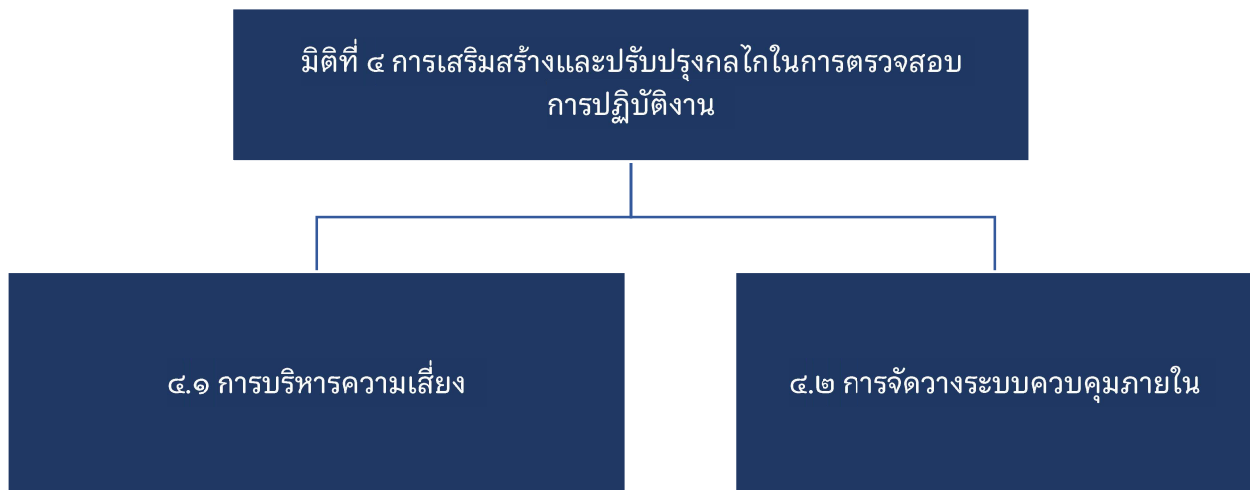 มิติที่ ๔ การเสริมสร้างและปรับปรุงกลไกในการตรวจสอบ
การปฏิบัติงาน
๔.๑ การบริหารความเสี่ยง
๔.๒ การจัดวางระบบควบคุมภายใน